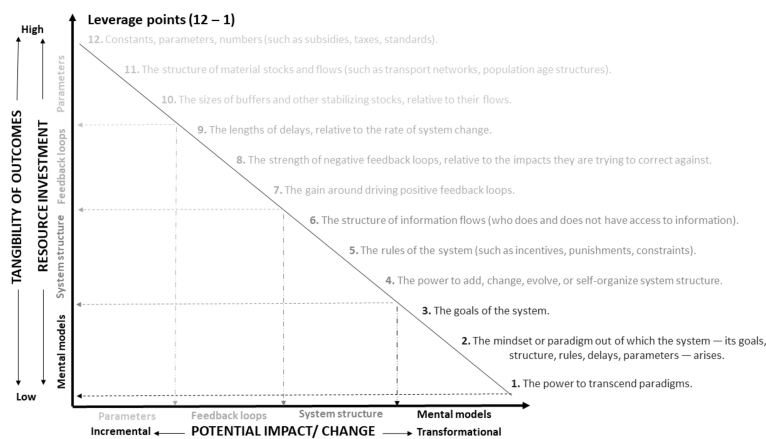 Leverage points (12 – 1)
High
12. Constants, parameters, numbers (such as subsidies, taxes, standards).
11. The structure of material stocks and flows (such as transport networks, population age structures).
10. The sizes of buffers and other stabilizing stocks, relative to their flows.
9. The lengths of delays, relative to the rate of system change.
8. The strength of negative feedback loops, relative to the impacts they are trying to correct against.
7. The gain around driving positive feedback loops.
6. The structure of information flows (who does and does not have access to information).
5. The rules of the system (such as incentives, punishments, constraints).
4. The power to add, change, evolve, or self-organize system structure.
3. The goals of the system.
2. The mindset or paradigm out of which the system — its goals,
structure, rules, delays, parameters — arises.
1. The power to transcend paradigms.
TANGIBILITY OF OUTCOMES
RESOURCE INVESTMENT
Parameters
Feedback loops
System structure
Mental models
Low
Parameters
Feedback loops
System structure
Mental models
Incremental
POTENTIAL IMPACT/ CHANGE
Transformational